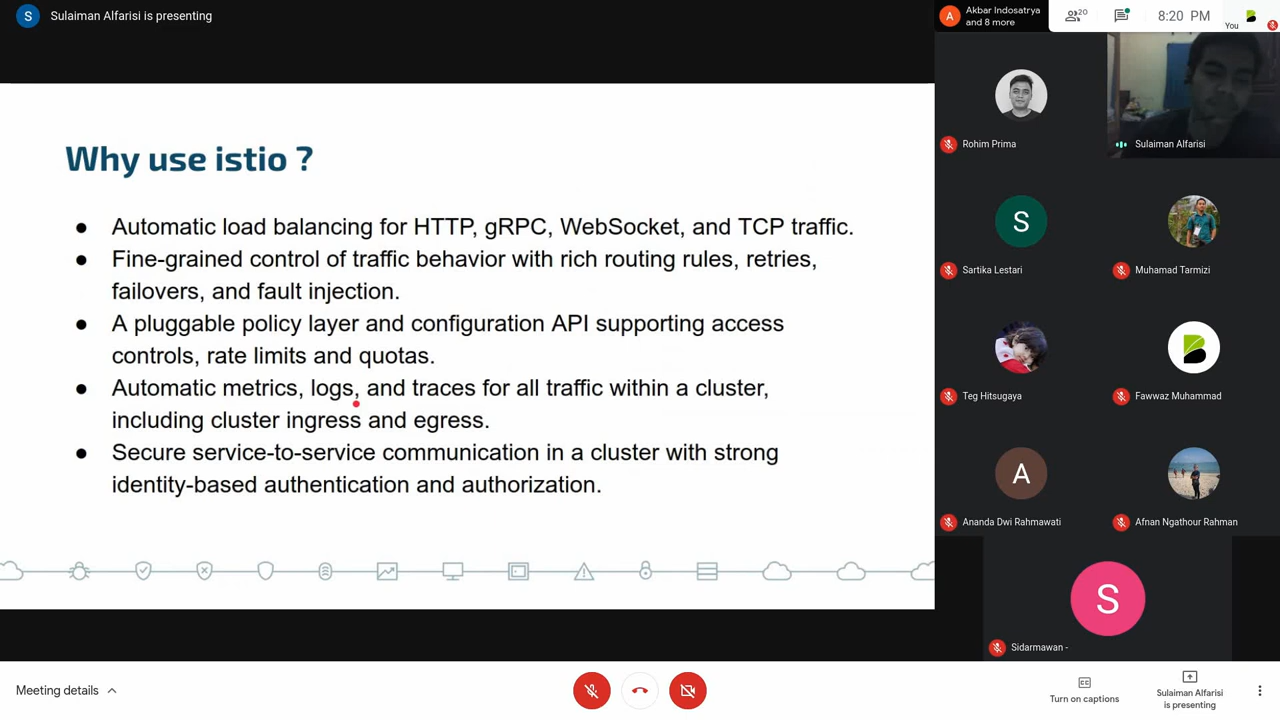 S Sulaiman Alfarisi is presenting
A Akbar Indosatrya
and 8 more
20
8:20 PM
You
Why use istio ?
● Automatic load balancing for HTTP, gRPC, WebSocket, and TCP traffic.
● Fine-grained control of traffic behavior with rich routing rules, retries,
failovers, and fault injection.
● A pluggable policy layer and configuration API supporting access
controls, rate limits and quotas.
● Automatic metrics, logs, and traces for all traffic within a cluster,
including cluster ingress and egress.
● Secure service-to-service communication in a cluster with strong
identity-based authentication and authorization.
Rohim Prima
Sulaiman Alfarisi
S
Sartika Lestari
Muhamad Tarmizi
Teg Hitsugaya
Fawwaz Muhammad
A
Ananda Dwi Rahmawati
Afnan Ngathour Rahman
S
Sidarmawan -
Meeting details
CC
Turn on captions
Sulaiman Alfarisi
is presenting